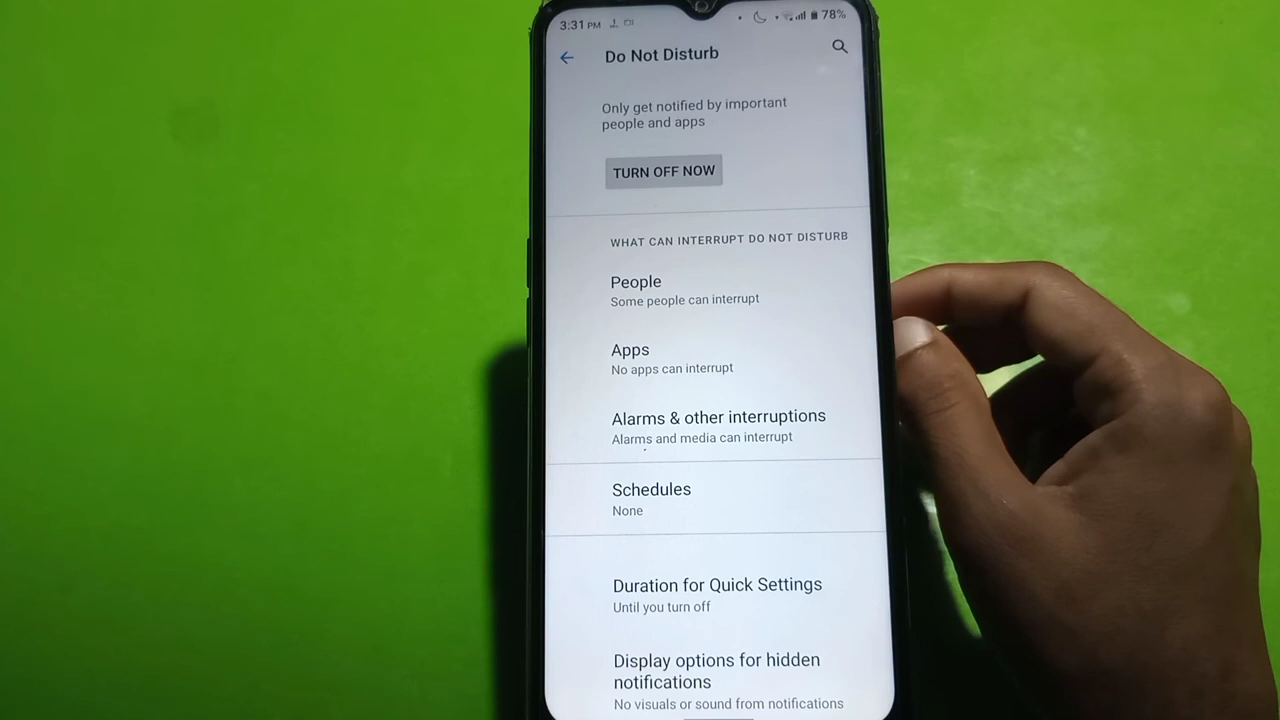 3:31 PM
78%
Do Not Disturb
Only get notified by important
people and apps
TURN OFF NOW
WHAT CAN INTERRUPT DO NOT DISTURB
People
Some people can interrupt
Apps
No apps can interrupt
Alarms & other interruptions
Alarms and media can interrupt
Schedules
None
Duration for Quick Settings
Until you turn off
Display options for hidden
notifications
No visuals or sound from notifications